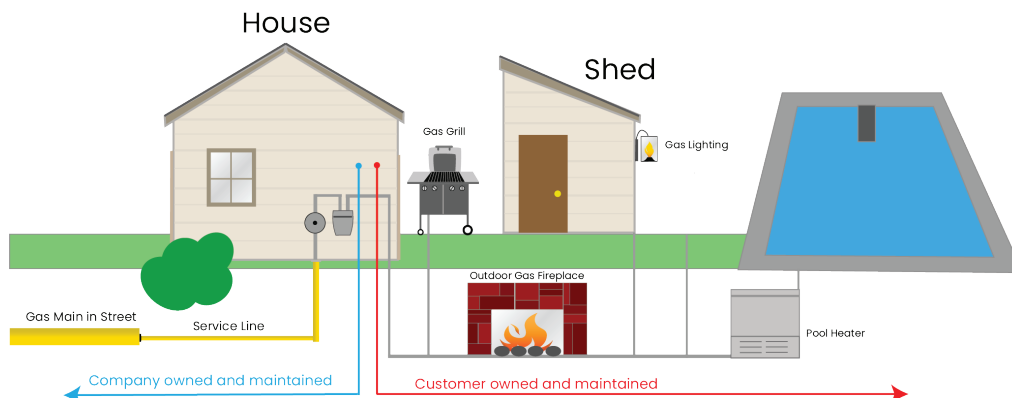 House
Shed
Gas Grill
Gas Lighting
Outdoor Gas Fireplace
Gas Main in Street
Service Line
Pool Heater
Company owned and maintained
Customer owned and maintained